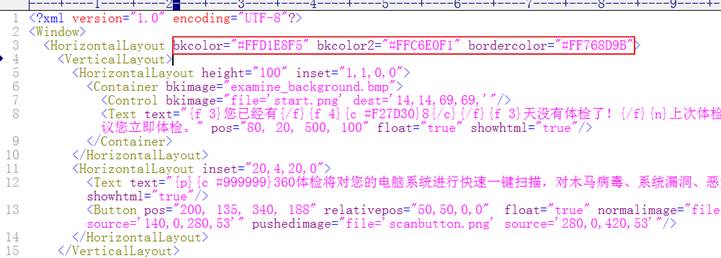 ----+----1----+----2----+----3----+----4----+----5----+----6----+----7--
1 <?xml version="1.0" encoding="UTF-8"?>
2 <Window>
3 <HorizontalLayout bkcolor="#FFD1E8F5" bkcolor2="#FFC6E0F1" bordercolor="#FF768D9B">
4 <VerticalLayout>
5 <HorizontalLayout height="100" inset="1,1,0,0">
6 <Container bkimage="examine_background.bmp">
7 <Control bkimage="file='start.png' dest='14,14,69,69,'"/>
8 <Text text="{f 3}您已经有{/f}{f 4}{c #F27D30}8{/c}{/f}{f 3}天没有体检了！{/f}{n}上次体检
议您立即体检。" pos="80, 20, 500, 100" float="true" showhtml="true"/>
9 </Container>
10 </HorizontalLayout>
11 <HorizontalLayout inset="20,4,20,0">
12 <Text text="{p}{c #999999}360体检将对您的电脑系统进行快速一键扫描，对木马病毒、系统漏洞、恶
showhtml="true"/>
13 <Button pos="200, 135, 340, 188" relativepos="50,50,0,0" float="true" normalimage="file
source='140,0,280,53'" pushedimage="file='scanbutton.png' source='280,0,420,53'"/>
14 </HorizontalLayout>
15 </VerticalLayout>